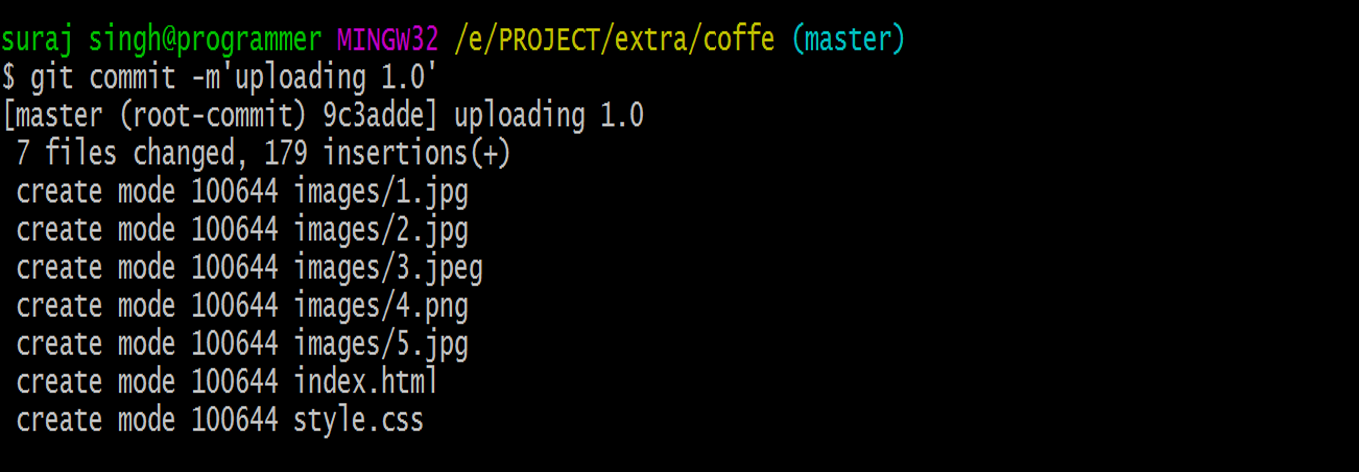 suraj singh@programmer MINGW32 /e/PROJECT/extra/coffe (master)
$ git commit -m'uploading 1.0'
[master (root-commit) 9c3adde] uploading 1.0
 7 files changed, 179 insertions(+)
 create mode 100644 images/1.jpg
 create mode 100644 images/2.jpg
 create mode 100644 images/3.jpeg
 create mode 100644 images/4.png
 create mode 100644 images/5.jpg
 create mode 100644 index.html
 create mode 100644 style.css